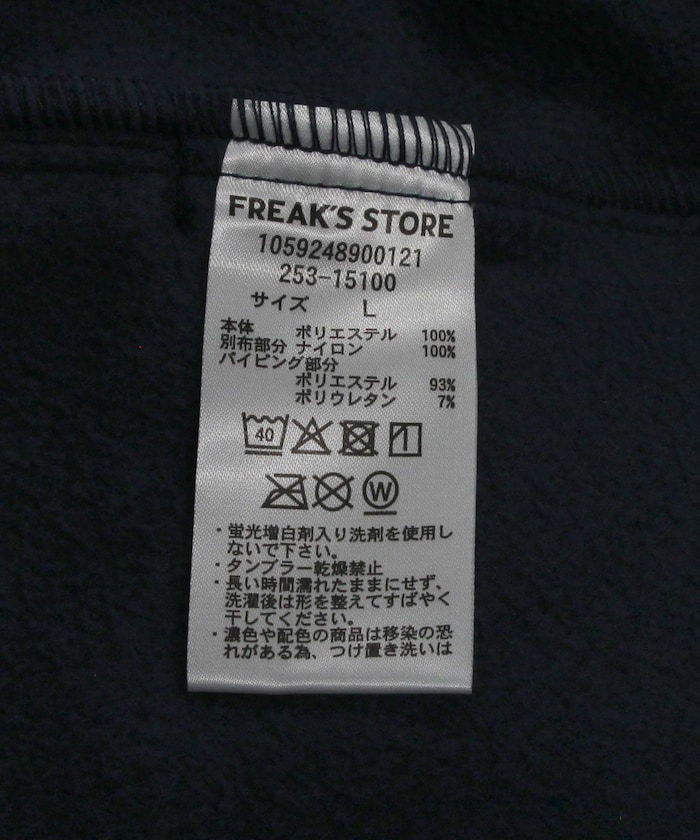 FREAK'S STORE
1059248900121
253-15100
サイズ L
本体 ポリエステル 100%
別布部分 ナイロン 100%
パイピング部分
ポリエステル 93%
ポリウレタン 7%
40
W
・蛍光増白剤入り洗剤を使用し
ないで下さい。
・タンブラー乾燥禁止
・長い時間濡れたままにせず、
洗濯後は形を整えてすばやく
干してください。
・濃色や配色の商品は移染の恐
れがある為、つけ置き洗いは